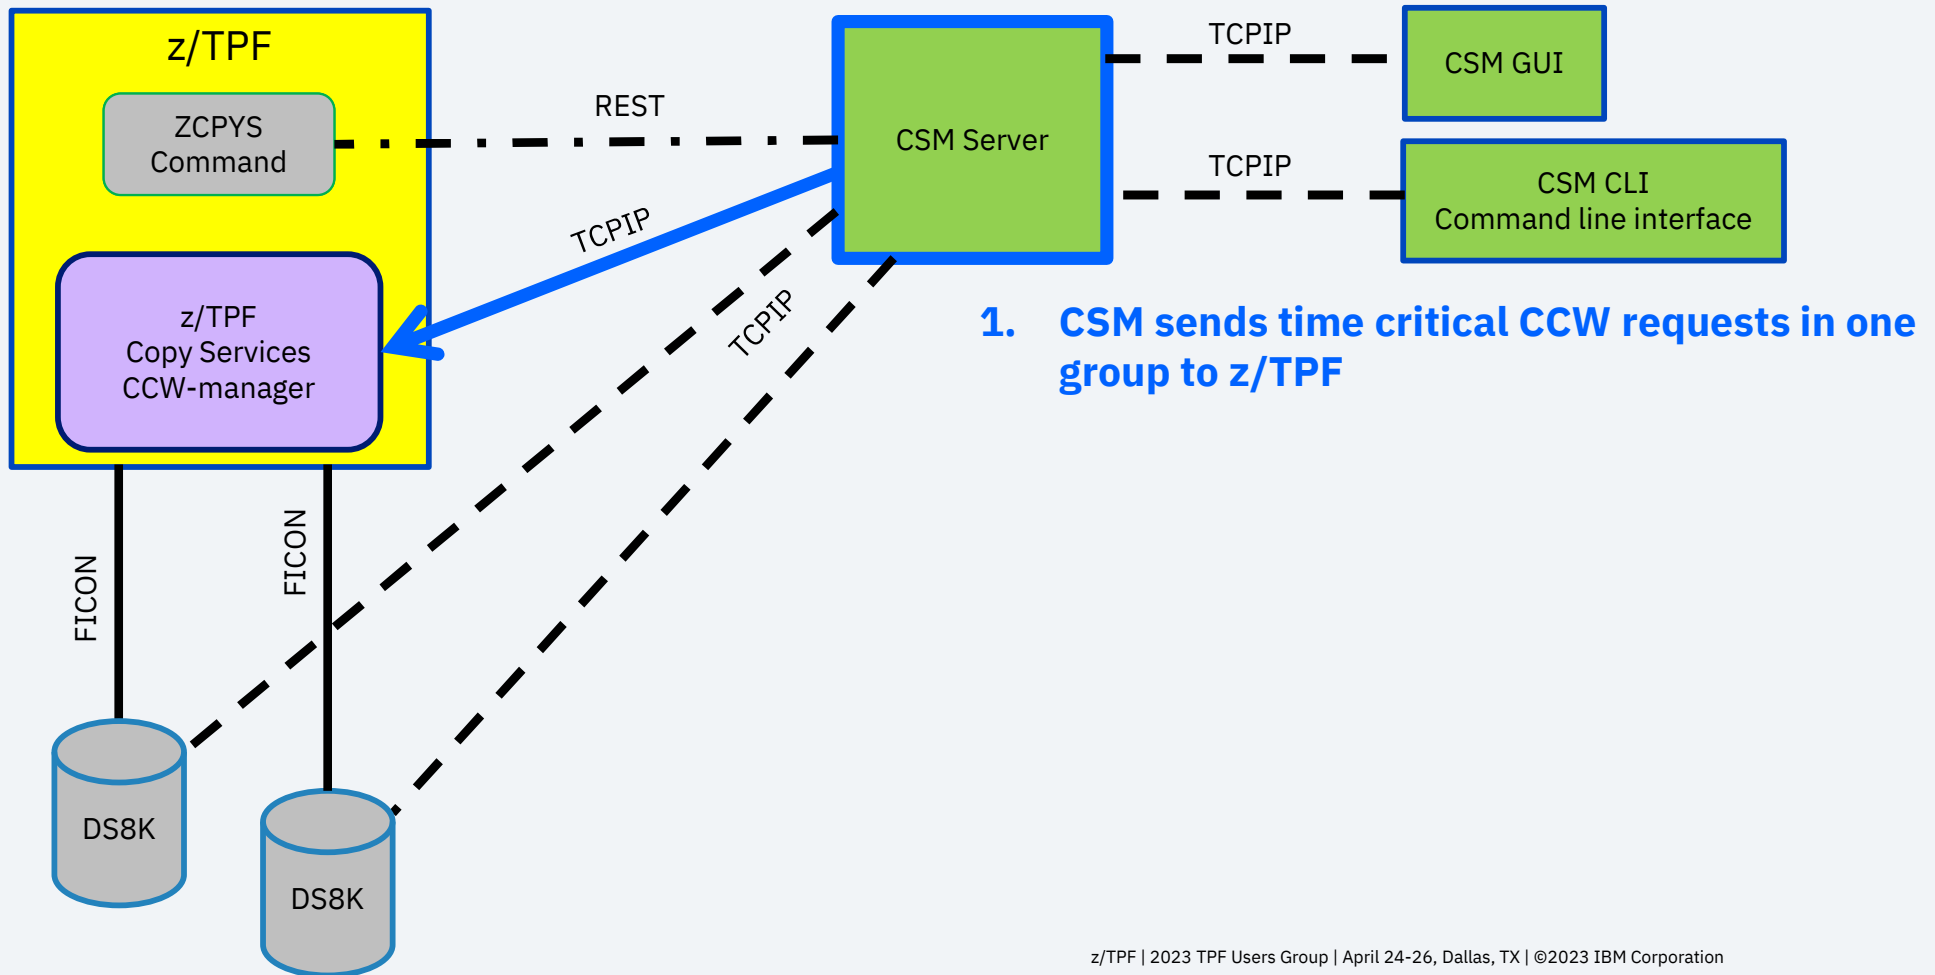 z/TPF
ZCPYS
Command
REST
TCPIP
z/TPF
Copy Services
CCW-manager
TCPIP
FICON
FICON
DS8K
DS8K
CSM Server
TCPIP
CSM GUI
TCPIP
CSM CLI
Command line interface
1. CSM sends time critical CCW requests in one
group to z/TPF
z/TPF | 2023 TPF Users Group | April 24-26, Dallas, TX | ©2023 IBM Corporation